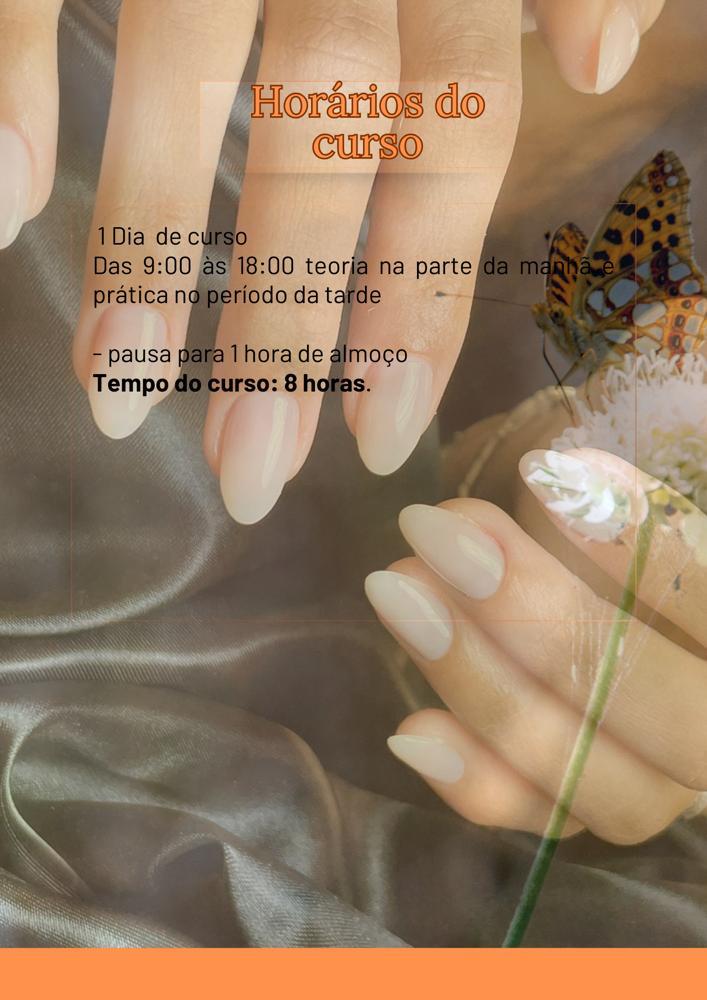 Horários do
curso
1 Dia de curso
Das 9:00 às 18:00 teoria na parte da manhã e
prática no período da tarde
- pausa para 1 hora de almoço
Tempo do curso: 8 horas.